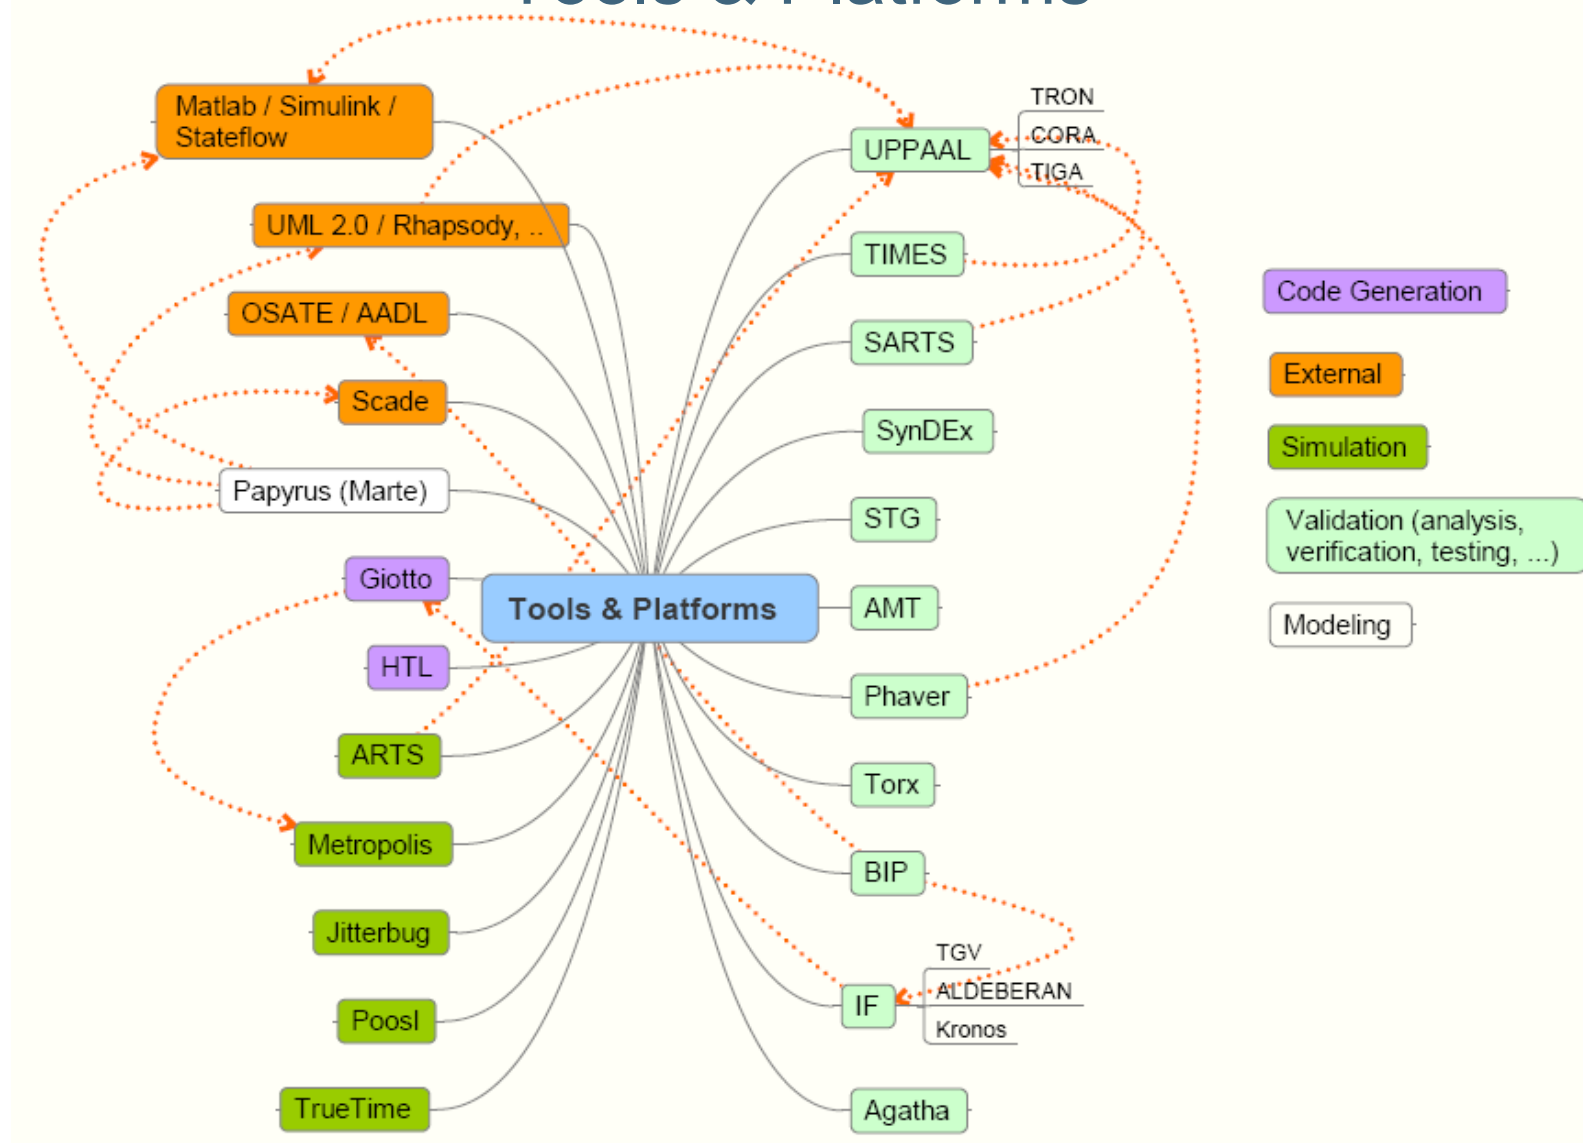 Tools & Platforms
Matlab / Simulink /
Stateflow
UML 2.0 / Rhapsody, ..
OSATE / AADL
Scade
Papyrus (Marte)
Giotto
HTL
ARTS
Metropolis
Jitterbug
Poosl
TrueTime
Tools & Platforms
UPPAAL
TRON
CORA
TIGA
TIMES
SARTS
SynDEx
STG
AMT
Phaver
Torx
BIP
IF
TGV
ALDEBERAN
Kronos
Agatha
Code Generation
External
Simulation
Validation (analysis,
verification, testing, ...)
Modeling